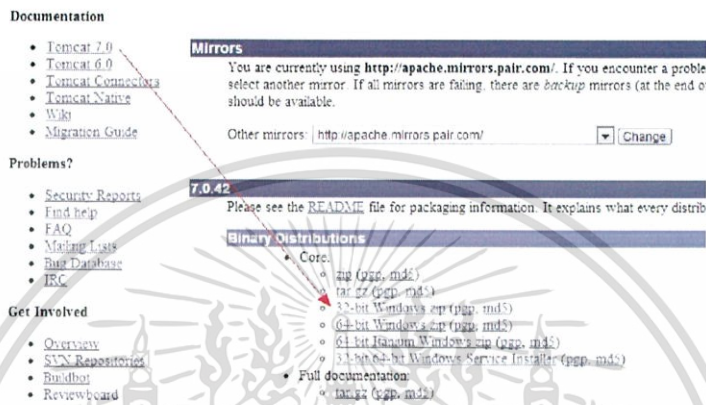 Documentation
Tomcat 7.0
Tomcat 6.0
Tomcat Connectors
Tomcat Native
Wiki
Migration Guide
Problems?
Security Reports
Find help
FAQ
Mailing Lists
Bug Database
IRC
Get Involved
Overview
SVN Repositories
Buildbot
Reviewboard
Mirrors
You are currently using http://apache.mirrors.pair.com/. If you encounter a proble
select another mirror. If all mirrors are failing, there are backup mirrors (at the end o
should be available.
Other mirrors: http://apache.mirrors.pair.com/ Change
7.0.42
Please see the README file for packaging information. It explains what every distrib
Binary Distributions
Core:
zip (pgp, md5)
tar.gz (pgp, md5)
32-bit Windows zip (pgp, md5)
64-bit Windows zip (pgp, md5)
64-bit Itanium Windows zip (pgp, md5)
32-bit/64-bit Windows Service Installer (pgp, md5)
Full documentation:
tar.gz (pgp, md5)